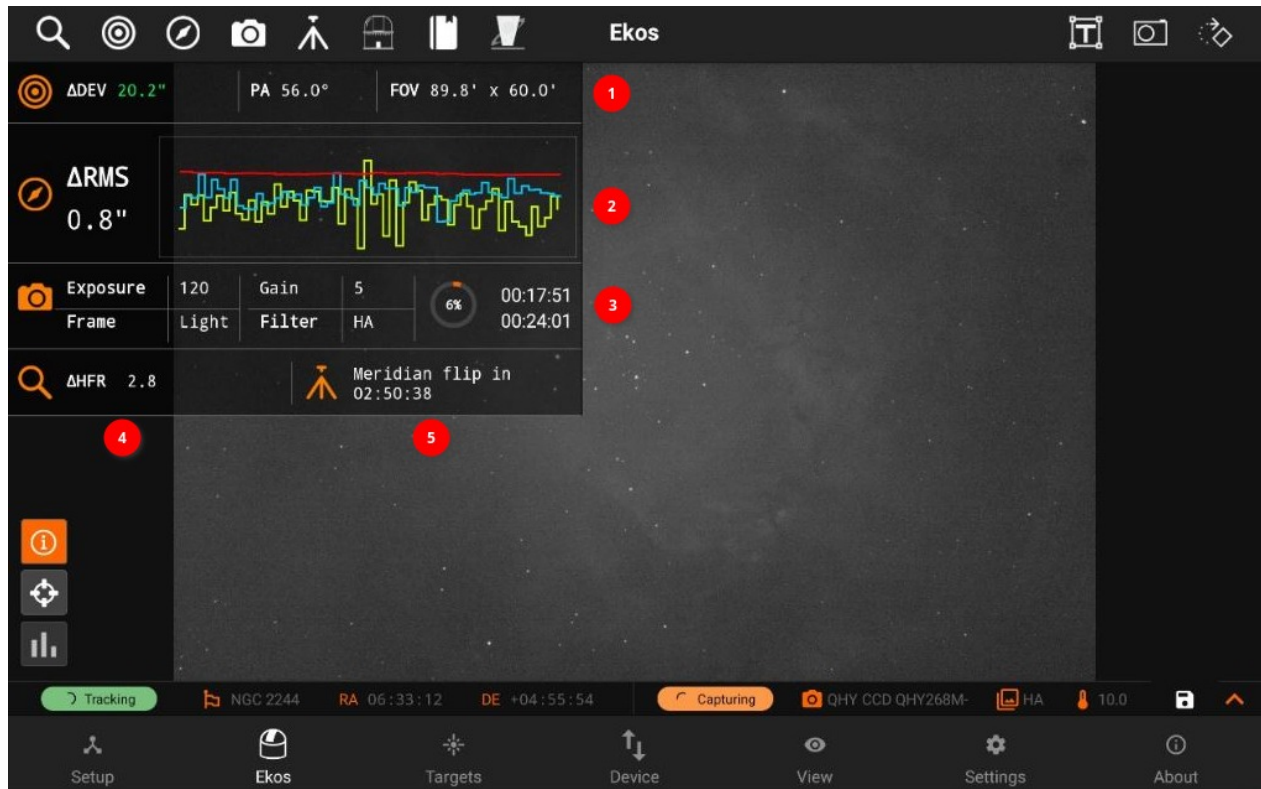 Ekos
ΔDEV 20.2" PA 56.0° FOV 89.8' x 60.0'
1
ΔRMS
0.8"
2
Exposure 120 Gain 5 6% 00:17:51
Frame Light Filter HA 00:24:01
3
ΔHFR 2.8 Meridian flip in
02:50:38
4 5
Tracking NGC 2244 RA 06:33:12 DE +04:55:54 Capturing QHY CCD QHY268M- HA 10.0
Setup Ekos Targets Device View Settings About